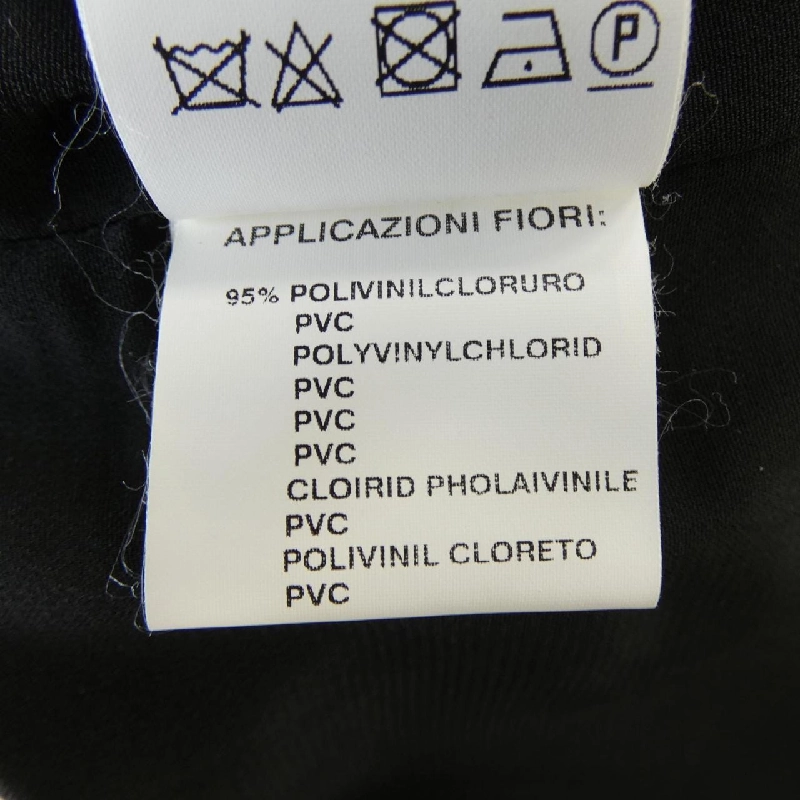 P
APPLICAZIONI FIORI:
95% POLIVINILCLORURO
PVC
POLYVINYLCHLORID
PVC
PVC
PVC
CLOIRID PHOLAIVINILE
PVC
POLIVINIL CLORETO
PVC